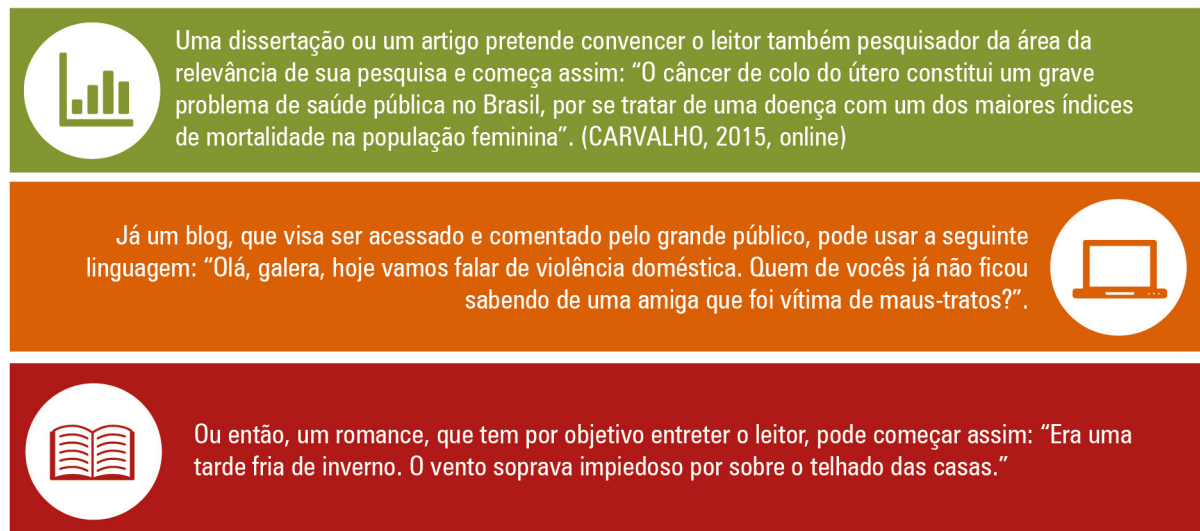 Uma dissertação ou um artigo pretende convencer o leitor também pesquisador da área da
relevância de sua pesquisa e começa assim: “O câncer de colo do útero constitui um grave
problema de saúde pública no Brasil, por se tratar de uma doença com um dos maiores índices
de mortalidade na população feminina”. (CARVALHO, 2015, online)
Já um blog, que visa ser acessado e comentado pelo grande público, pode usar a seguinte
linguagem: “Olá, galera, hoje vamos falar de violência doméstica. Quem de vocês já não ficou
sabendo de uma amiga que foi vítima de maus-tratos?”.
Ou então, um romance, que tem por objetivo entreter o leitor, pode começar assim: “Era uma
tarde fria de inverno. O vento soprava impiedoso por sobre o telhado das casas.”